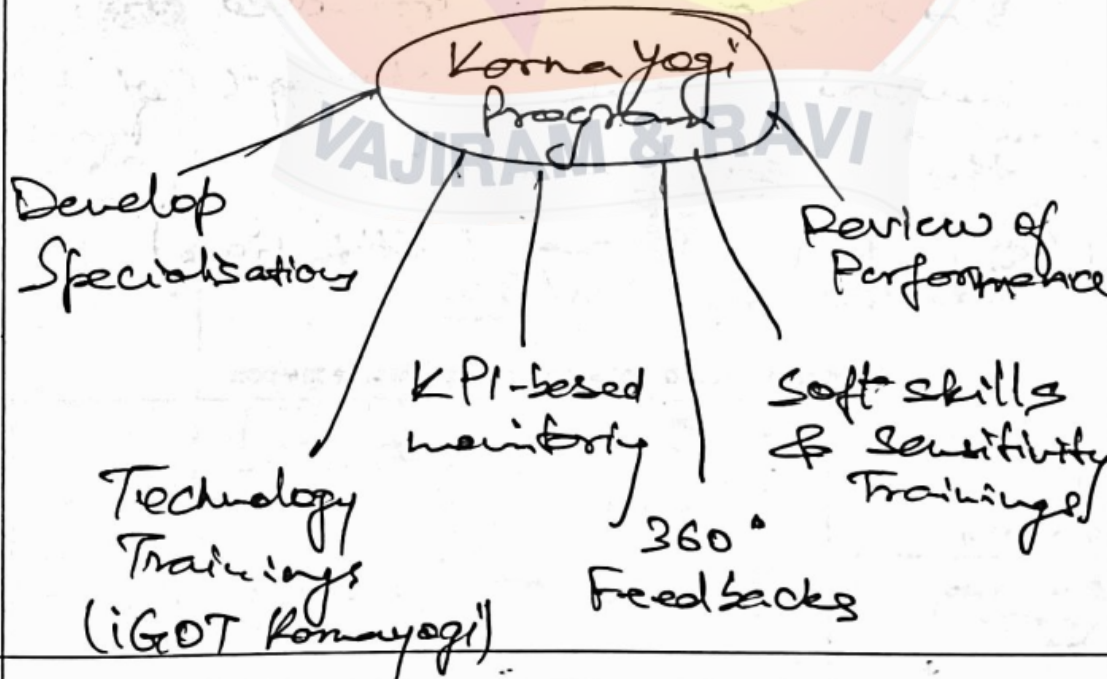 Karma Yogi
Program
VAJIRAM & RAVI
Develop
Specialisations
Review of
Performance
KPI-based
monitoring
Soft skills
& Sensitivity
Trainings
Technology
Trainings
(iGOT Karmayogi)
360°
Feedbacks